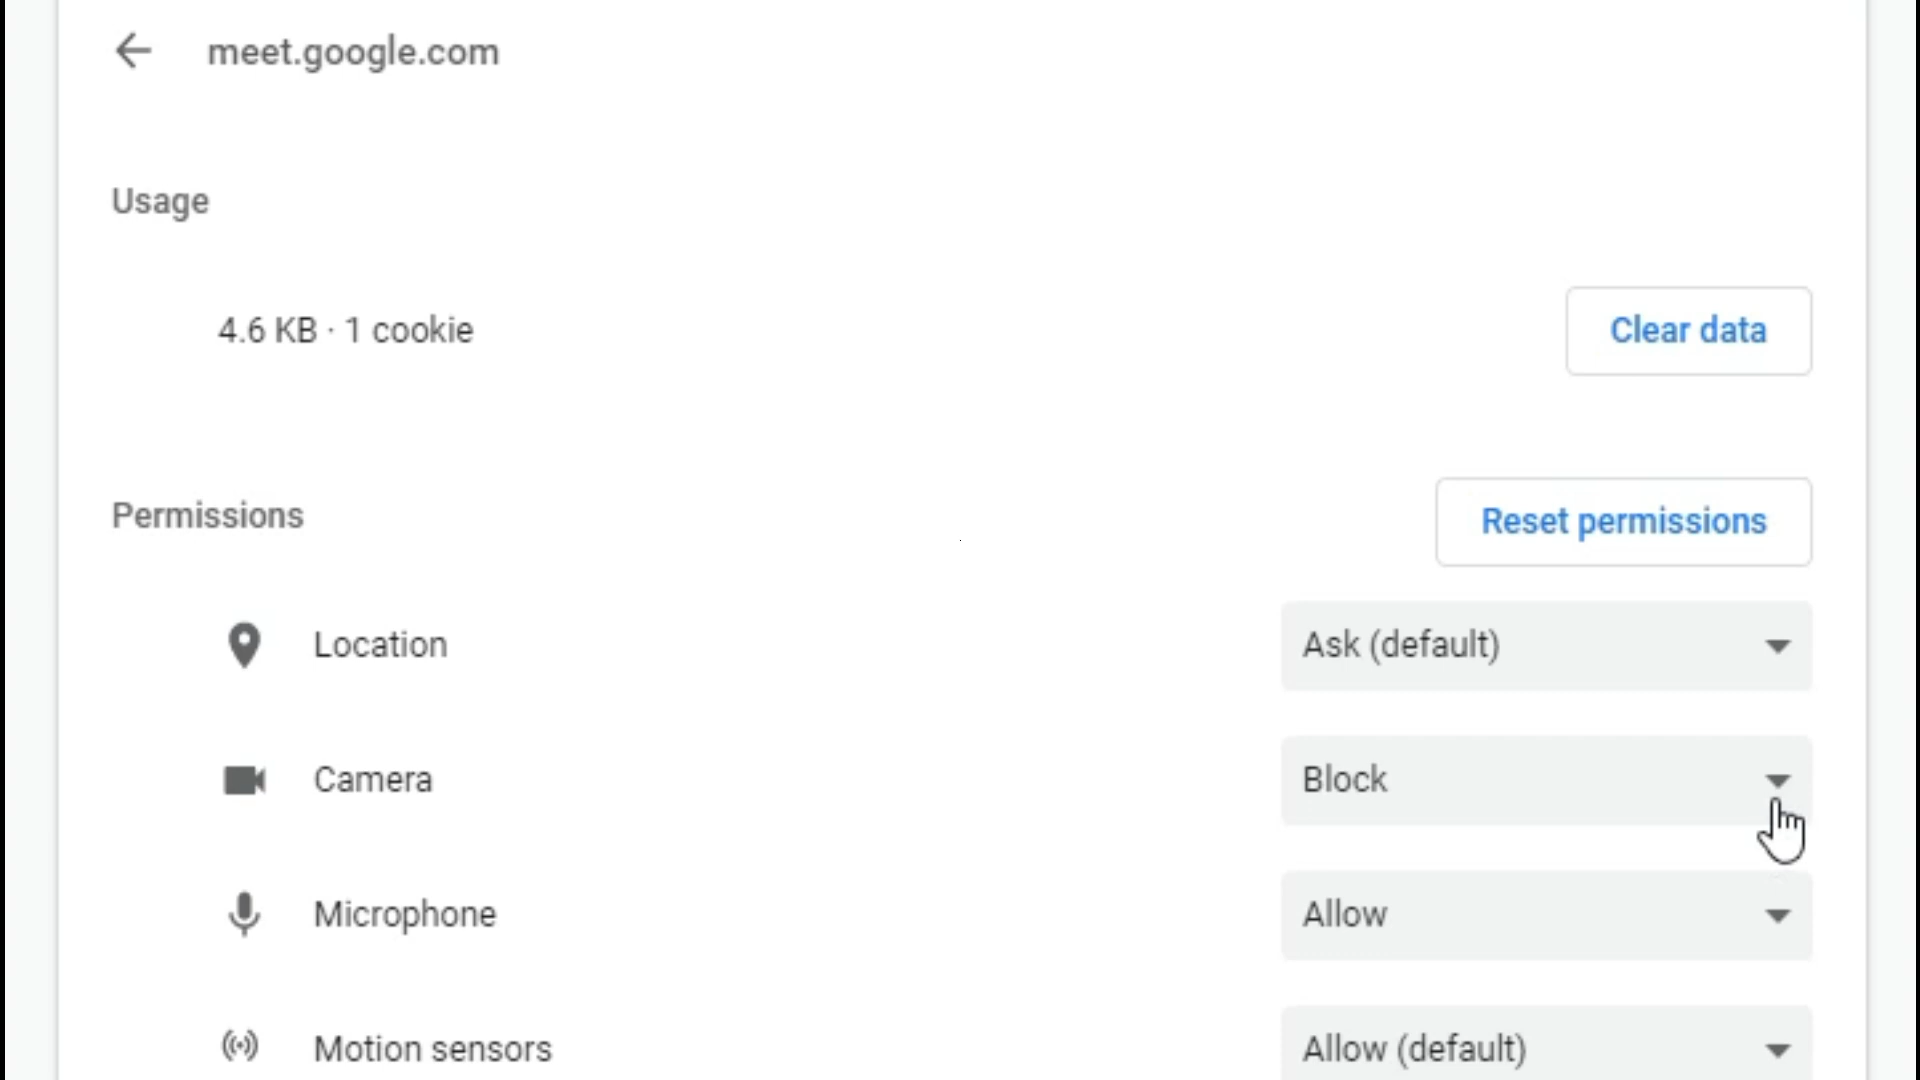 meet.google.com
Usage
4.6 KB · 1 cookie
Clear data
Permissions
Reset permissions
Location
Ask (default)
Camera
Block
Microphone
Allow
Motion sensors
Allow (default)